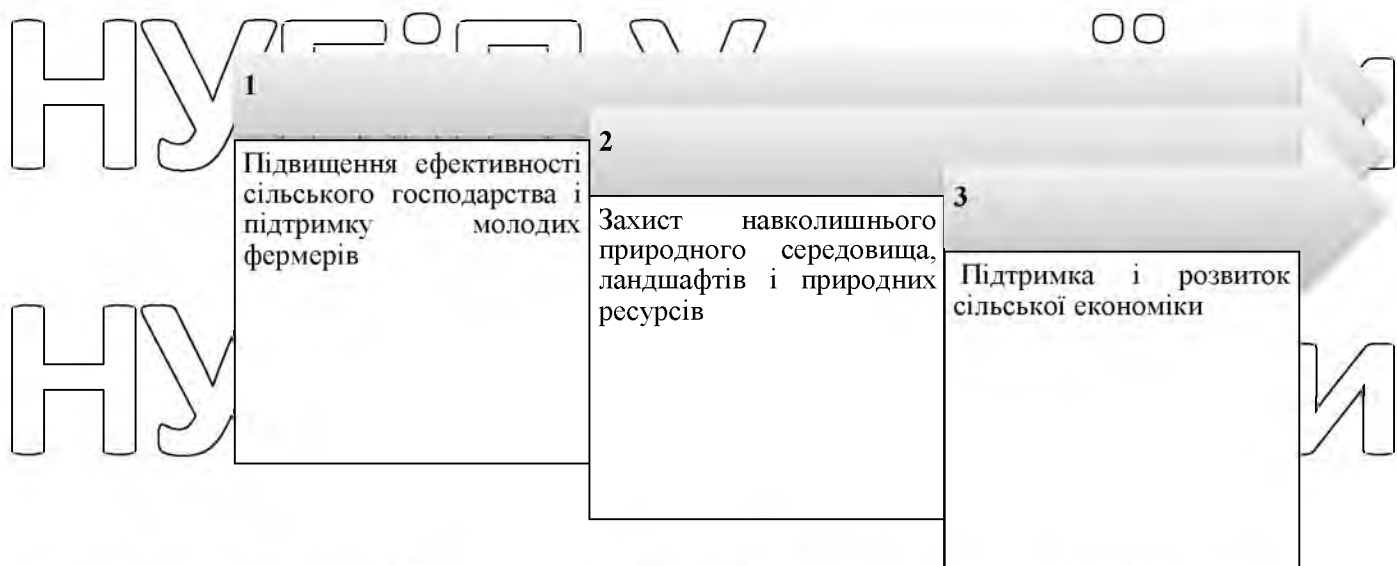 1
Підвищення ефективності
сільського господарства і
підтримку молодих
фермерів
2
Захист навколишнього
природного середовища,
ландшафтів і природних
ресурсів
3
Підтримка і розвиток
сільської економіки